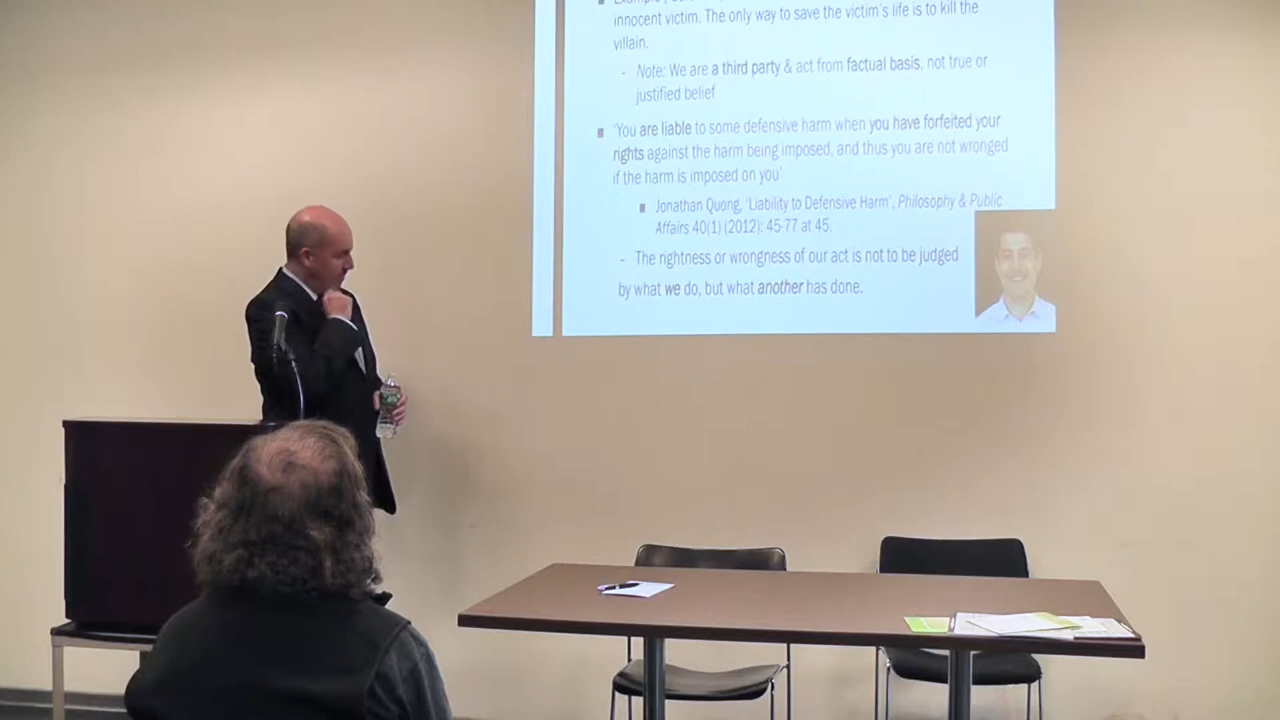 Example
innocent victim. The only way to save the victim's life is to kill the
villain.
- Note: We are a third party & act from factual basis, not true or
justified belief
'You are liable to some defensive harm when you have forfeited your
rights against the harm being imposed, and thus you are not wronged
if the harm is imposed on you'
Jonathan Quong, 'Liability to Defensive Harm', Philosophy & Public
Affairs 40(1) (2012): 45-77 at 45.
- The rightness or wrongness of our act is not to be judged
by what we do, but what another has done.